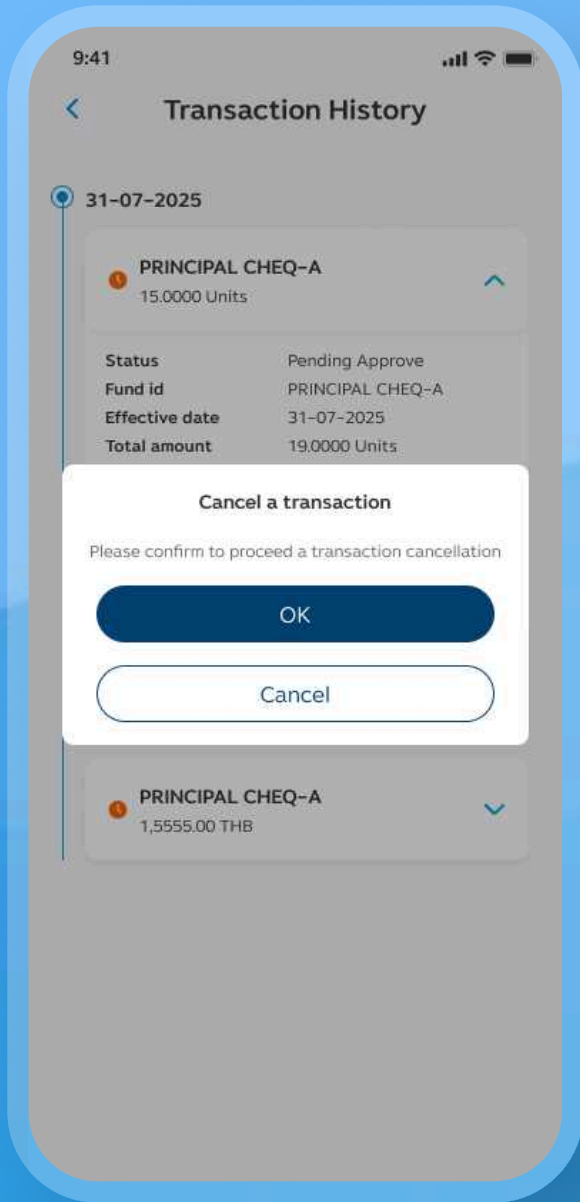 9:41
Transaction History
31-07-2025
PRINCIPAL CHEQ-A
15.0000 Units
Status Pending Approve
Fund id PRINCIPAL CHEQ-A
Effective date 31-07-2025
Total amount 19.0000 Units
Cancel a transaction
Please confirm to proceed a transaction cancellation
OK
Cancel
PRINCIPAL CHEQ-A
1,5555.00 THB